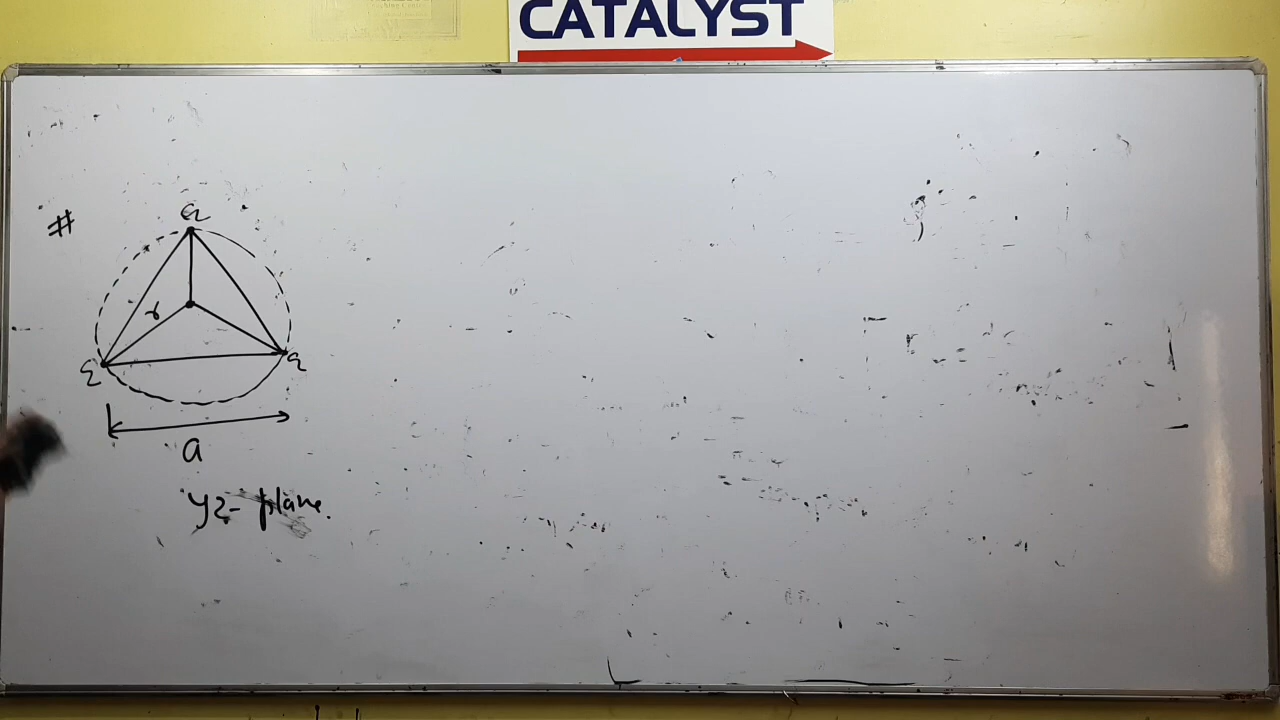 CATALYST
#
q
r
q q
a
yz- plane.